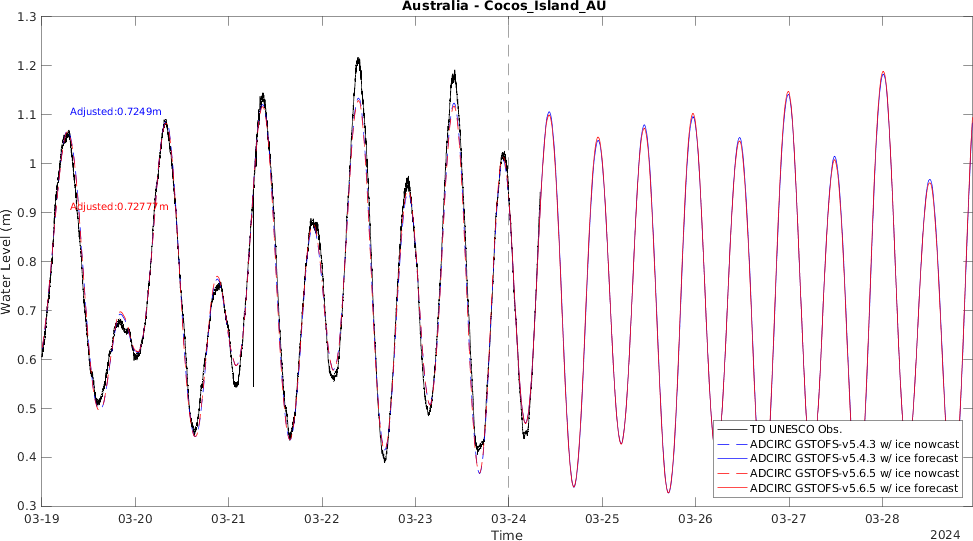 Australia - Cocos_Island_AU
1.3
1.2
1.1
1
0.9
0.8
0.7
0.6
0.5
0.4
0.3
Water Level (m)
Adjusted:0.7249m
Adjusted:0.72777m
TD UNESCO Obs.
ADCIRC GSTOFS-v5.4.3 w/ ice nowcast
ADCIRC GSTOFS-v5.4.3 w/ ice forecast
ADCIRC GSTOFS-v5.6.5 w/ ice nowcast
ADCIRC GSTOFS-v5.6.5 w/ ice forecast
03-19 03-20 03-21 03-22 03-23 03-24 03-25 03-26 03-27 03-28
Time
2024